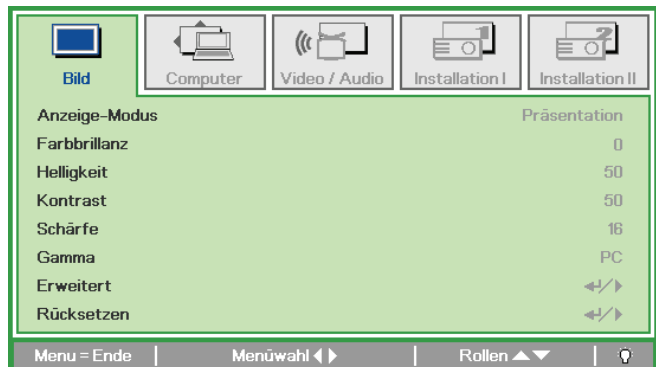 Bild Computer Video / Audio Installation I Installation II
Anzeige-Modus Präsentation
Farbbrillanz 0
Helligkeit 50
Kontrast 50
Schärfe 16
Gamma PC
Erweitert
Rücksetzen
Menu = Ende Menüwahl Rollen